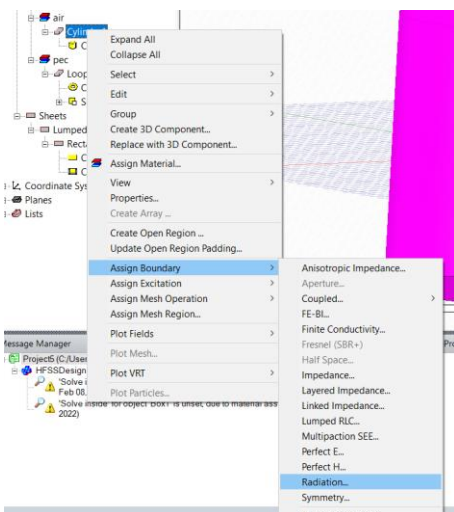 air
Cylin
C
pec
Loop
C
S
Sheets
Lumped
Rect
C
C
Coordinate Sys
Planes
Lists
Expand All
Collapse All
Select
Edit
Group
Create 3D Component...
Replace with 3D Component...
Assign Material...
View
Properties...
Create Array ...
Create Open Region ...
Update Open Region Padding...
Assign Boundary
Assign Excitation
Assign Mesh Operation
Assign Mesh Region...
Plot Fields
Plot Mesh...
Plot VRT
Plot Particles...
Anisotropic Impedance...
Aperture...
Coupled...
FE-BI...
Finite Conductivity...
Fresnel (SBR+)
Half Space...
Impedance...
Layered Impedance...
Linked Impedance...
Lumped RLC...
Multipaction SEE...
Perfect E...
Perfect H...
Radiation...
Symmetry...
Message Manager
Pro
Project5 (C:/User
HFSSDesign
'Solve i
Feb 08,
'Solve inside' for object 'Box1' is unset, due to material ass
2022)